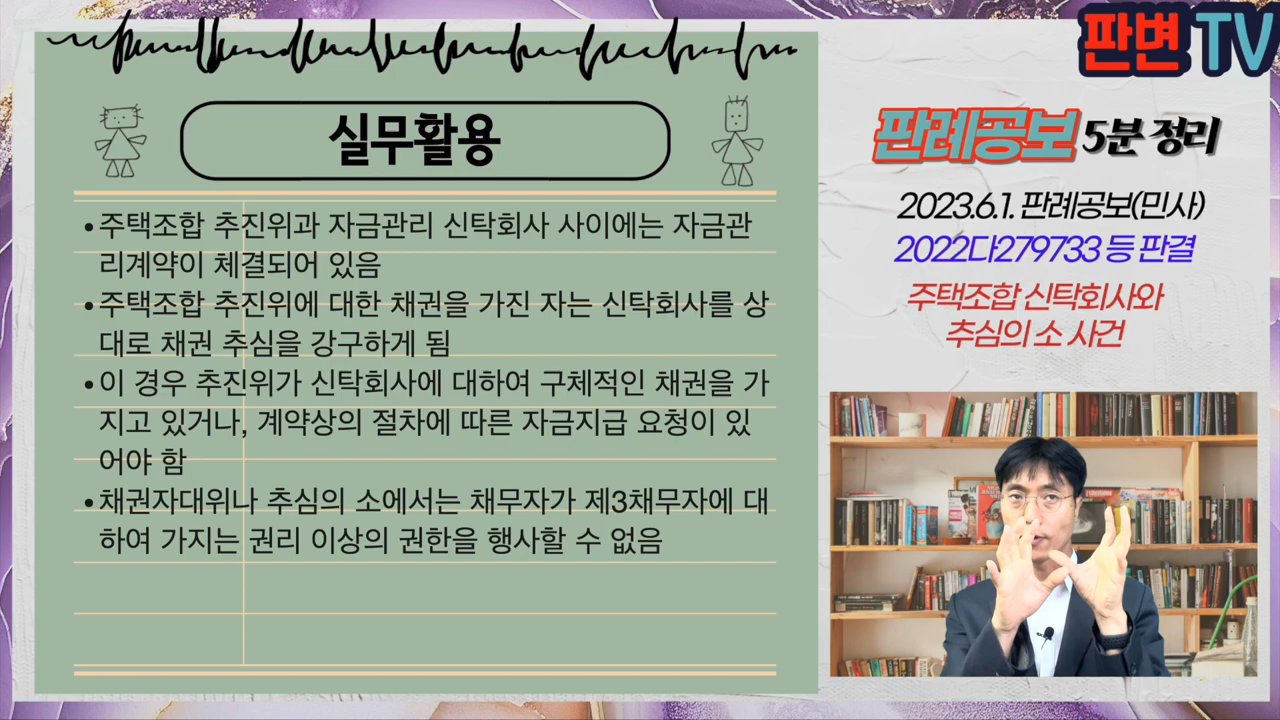 판변 TV
실무활용
•주택조합 추진위과 자금관리 신탁회사 사이에는 자금관
리계약이 체결되어 있음
•주택조합 추진위에 대한 채권을 가진 자는 신탁회사를 상
대로 채권 추심을 강구하게 됨
•이 경우 추진위가 신탁회사에 대하여 구체적인 채권을 가
지고 있거나, 계약상의 절차에 따른 자금지급 요청이 있
어야 함
•채권자대위나 추심의 소에서는 채무자가 제3채무자에 대
하여 가지는 권리 이상의 권한을 행사할 수 없음
판례공보 5분 정리
2023.6.1. 판례공보(민사)
2022다279733 등 판결
주택조합 신탁회사와
추심의 소 사건